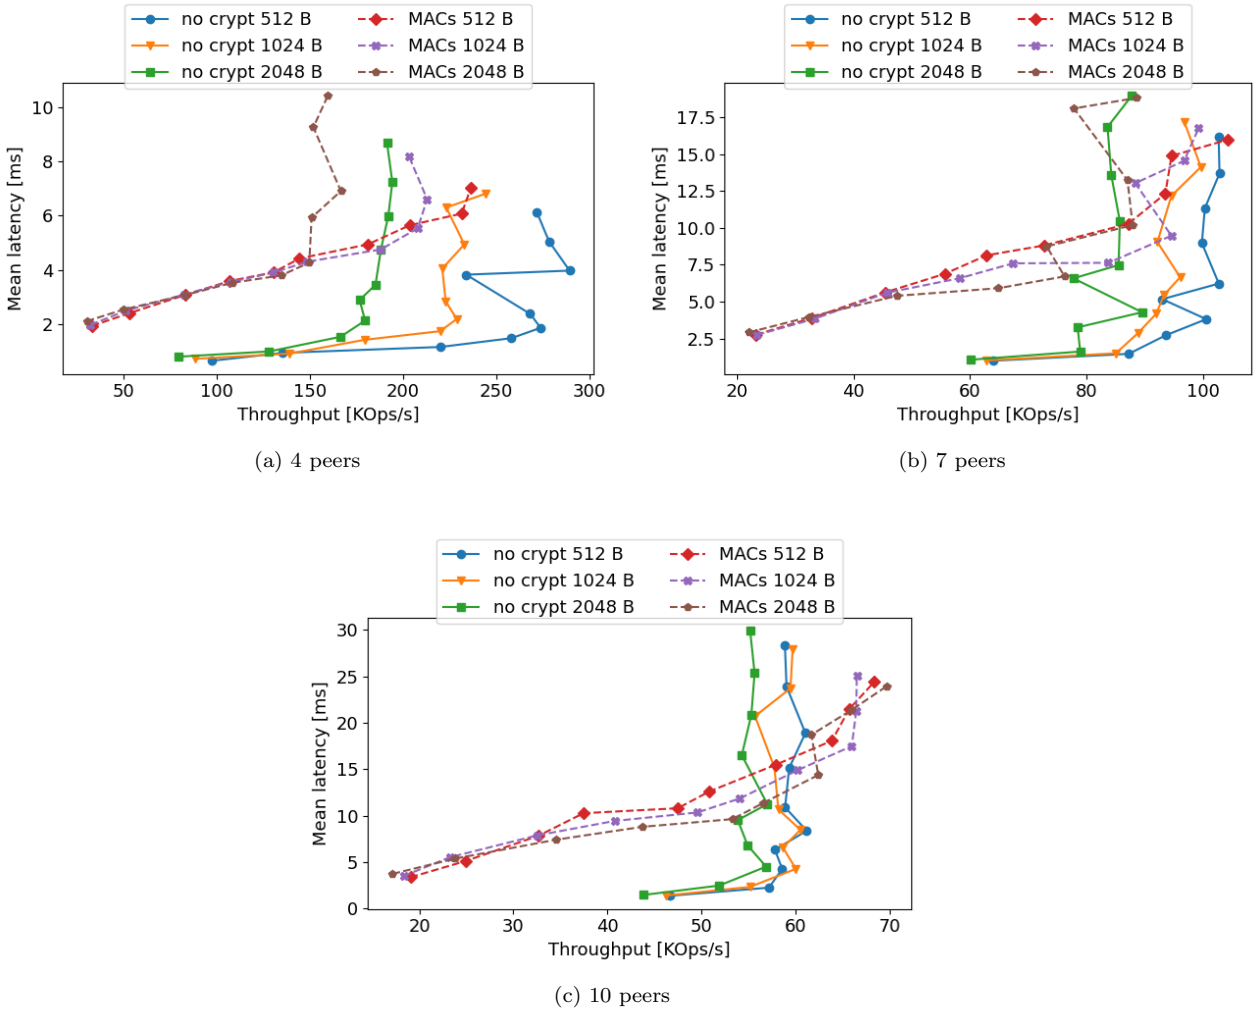 no crypt 512 B MACs 512 B
no crypt 1024 B MACs 1024 B
no crypt 2048 B MACs 2048 B
10
8
6
4
2
Mean latency [ms]
50 100 150 200 250 300
Throughput [KOps/s]
(a) 4 peers
no crypt 512 B MACs 512 B
no crypt 1024 B MACs 1024 B
no crypt 2048 B MACs 2048 B
17.5
15.0
12.5
10.0
7.5
5.0
2.5
Mean latency [ms]
20 40 60 80 100
Throughput [KOps/s]
(b) 7 peers
no crypt 512 B MACs 512 B
no crypt 1024 B MACs 1024 B
no crypt 2048 B MACs 2048 B
30
25
20
15
10
5
0
Mean latency [ms]
20 30 40 50 60 70
Throughput [KOps/s]
(c) 10 peers